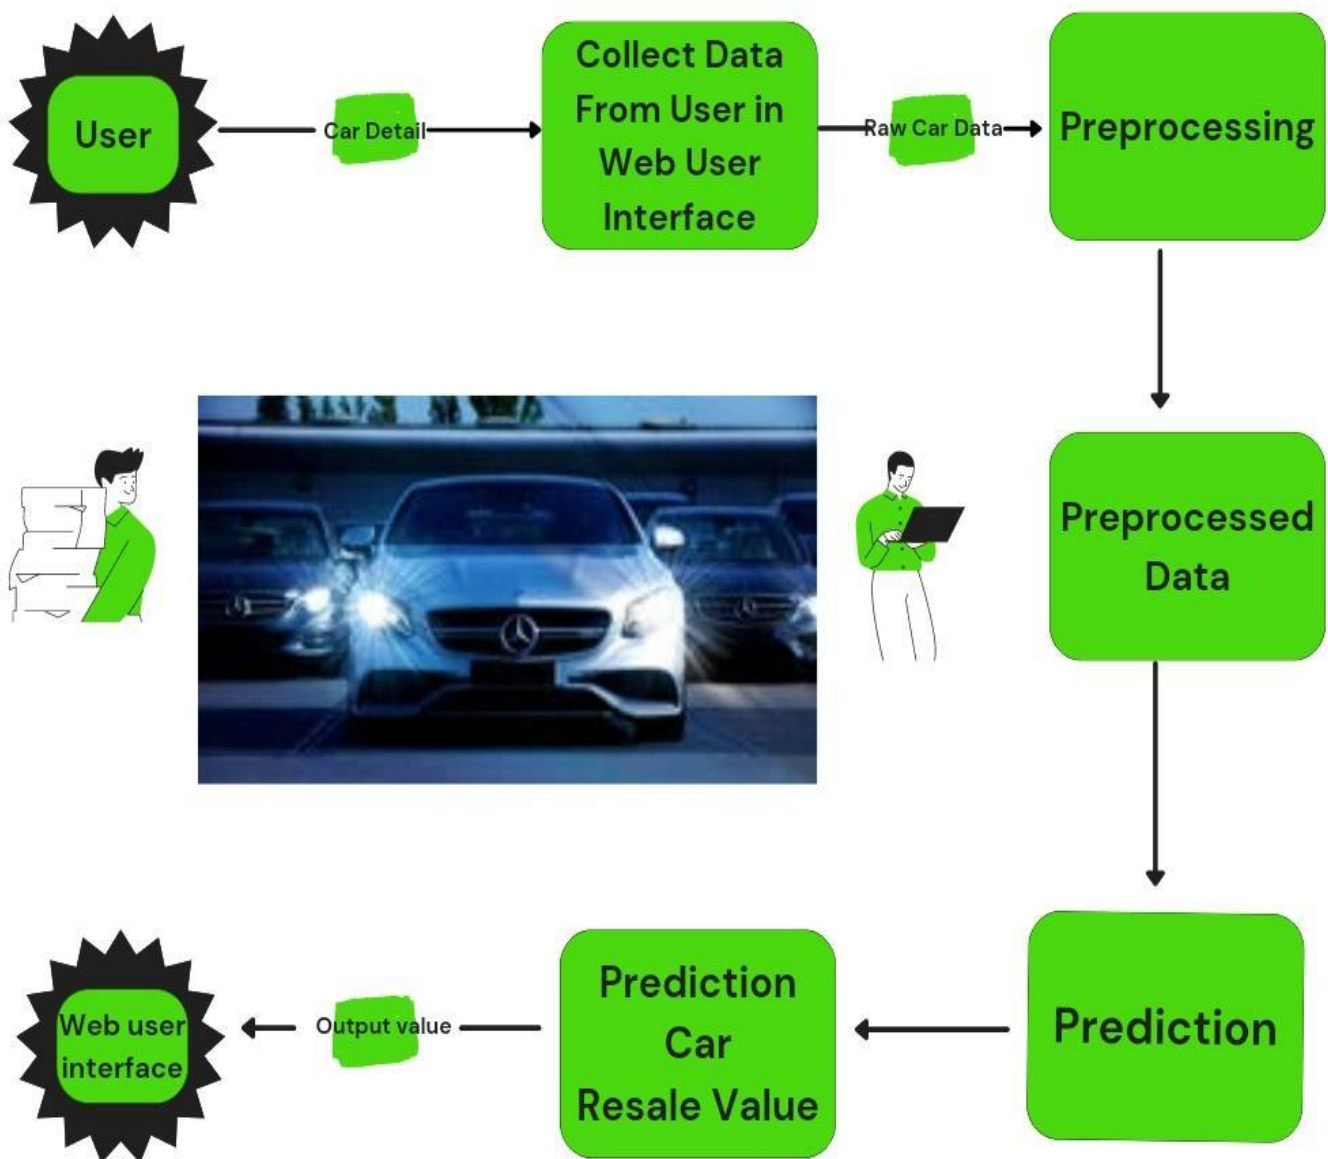 User
Car Detail
Collect Data
From User in
Web User
Interface
Raw Car Data
Preprocessing
Preprocessed
Data
Prediction
Prediction
Car
Resale Value
Output value
Web user
interface